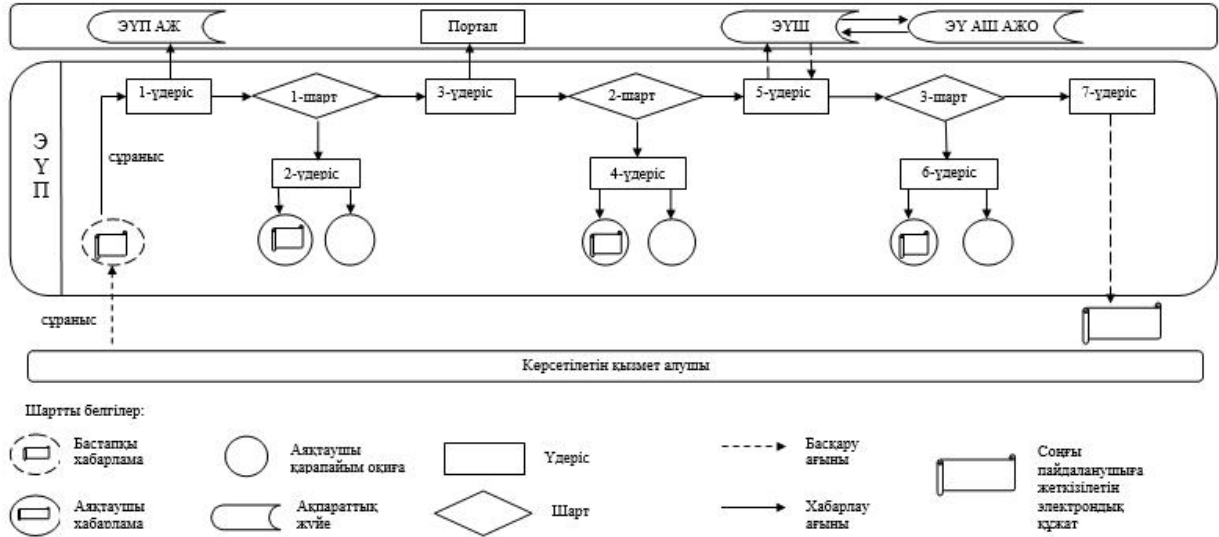 ЭҮП АЖ
Портал
ЭҮШ
ЭҮ АШ АЖО
1-үдеріс
1-шарт
3-үдеріс
2-шарт
5-үдеріс
3-шарт
7-үдеріс
Э
Ү
П
сұраныс
2-үдеріс
4-үдеріс
6-үдеріс
сұраныс
Көрсетілетін қызмет алушы
Шартты белгілер:
Бастапқы
хабарлама
Аяқтаушы
қарапайым оқиға
Үдеріс
Басқару
ағыны
Соңғы
пайдаланушыға
жеткізілетін
электрондық
құжат
Аяқтаушы
хабарлама
Ақпараттық
жүйе
Шарт
Хабарлау
ағыны